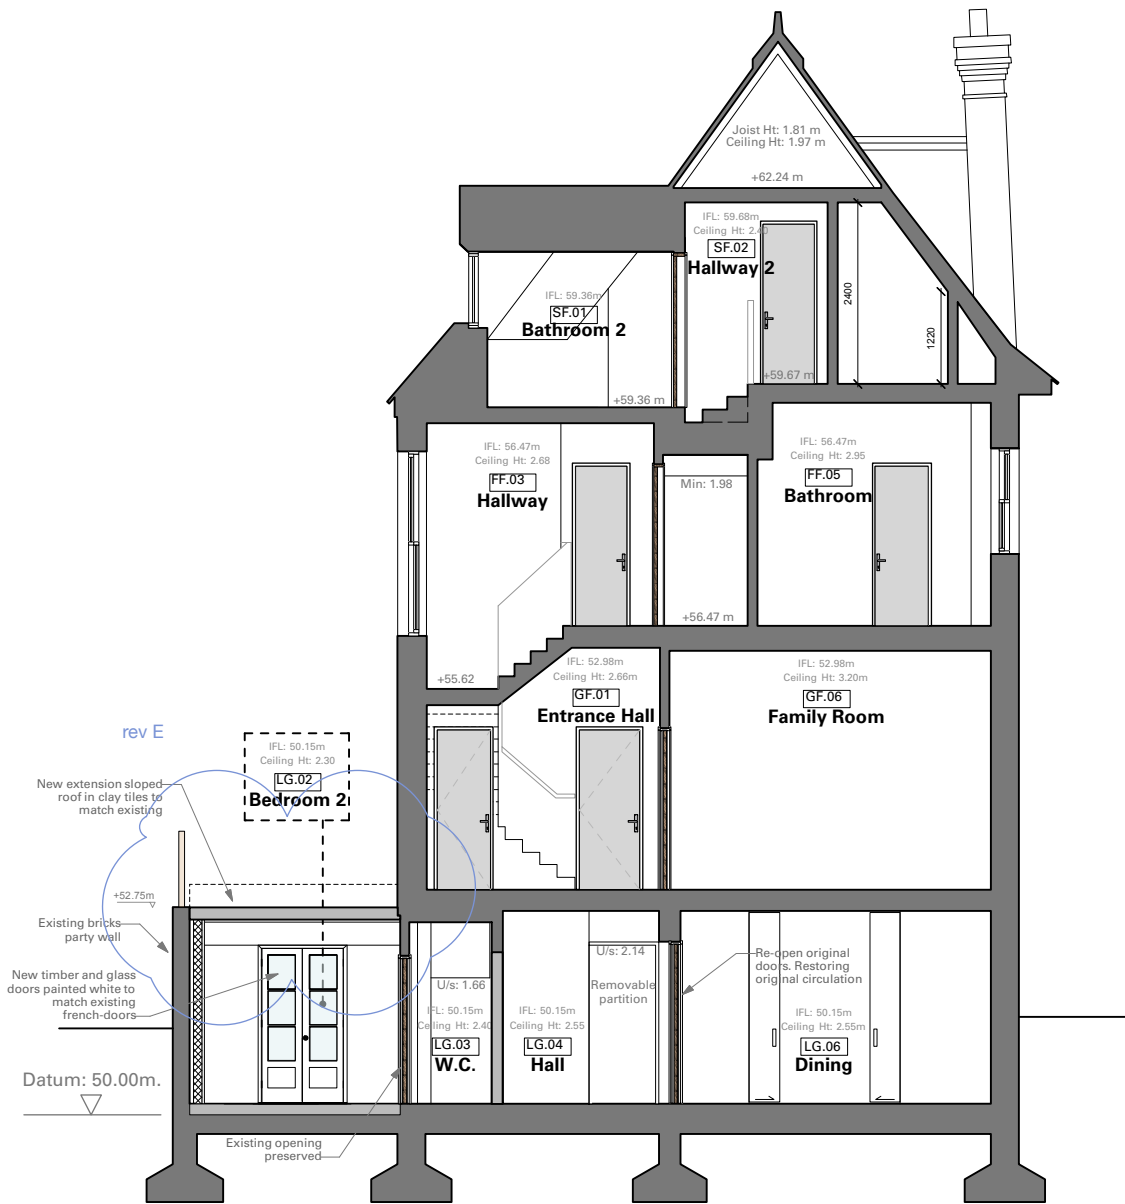 Joist Ht: 1.81 m
Ceiling Ht: 1.97 m
+62.24 m
IFL: 59.68m
Ceiling Ht: 2.40
SF.02
Hallway 2
2400
1220
+59.67 m
IFL: 59.36m
SF.01
Bathroom 2
+59.36 m
IFL: 56.47m
Ceiling Ht: 2.68
FF.03
Hallway
Min: 1.98
+56.47 m
IFL: 56.47m
Ceiling Ht: 2.95
FF.05
Bathroom
+55.62
IFL: 52.98m
Ceiling Ht: 2.66m
GF.01
Entrance Hall
IFL: 52.98m
Ceiling Ht: 3.20m
GF.06
Family Room
rev E
IFL: 50.15m
Ceiling Ht: 2.30
LG.02
Bedroom 2
New extension sloped
roof in clay tiles to
match existing
+52.75m
Existing bricks
party wall
New timber and glass
doors painted white to
match existing
french-doors
Datum: 50.00m.
Existing opening
preserved
U/s: 1.66
IFL: 50.15m
Ceiling Ht: 2.40
LG.03
W.C.
IFL: 50.15m
Ceiling Ht: 2.55
LG.04
Hall
U/s: 2.14
Removable
partition
Re-open original
doors. Restoring
original circulation
IFL: 50.15m
Ceiling Ht: 2.55m
LG.06
Dining